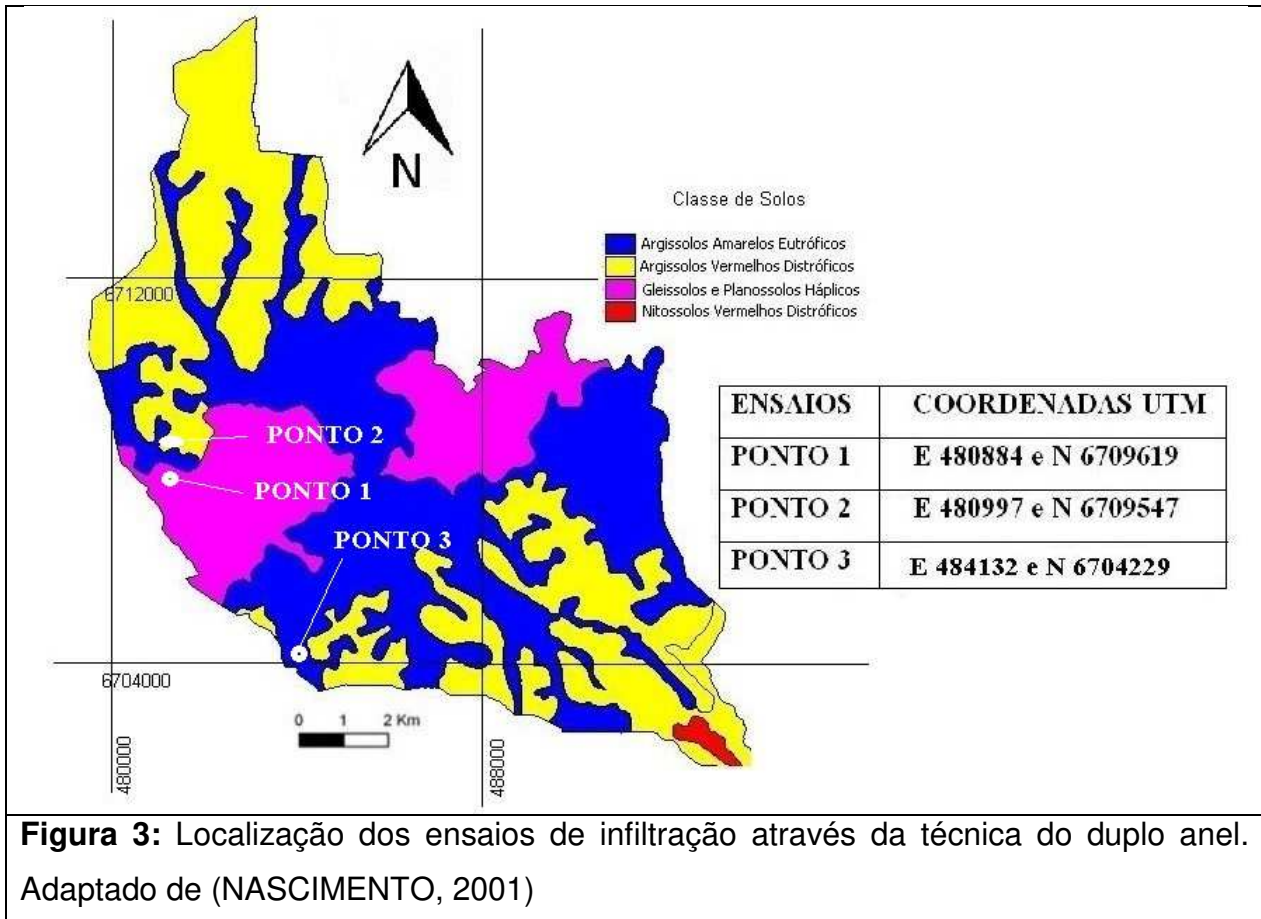 N
Classe de Solos
Argissolos Amarelos Eutróficos
Argissolos Vermelhos Distróficos
Gleissolos e Planossolos Háplicos
Nitossolos Vermelhos Distróficos
6712000
PONTO 2
PONTO 1
PONTO 3
6704000
0 1 2 Km
480000
488000
ENSAIOS COORDENADAS UTM
PONTO 1 E 480884 e N 6709619
PONTO 2 E 480997 e N 6709547
PONTO 3 E 484132 e N 6704229
Figura 3: Localização dos ensaios de infiltração através da técnica do duplo anel.
Adaptado de (NASCIMENTO, 2001)